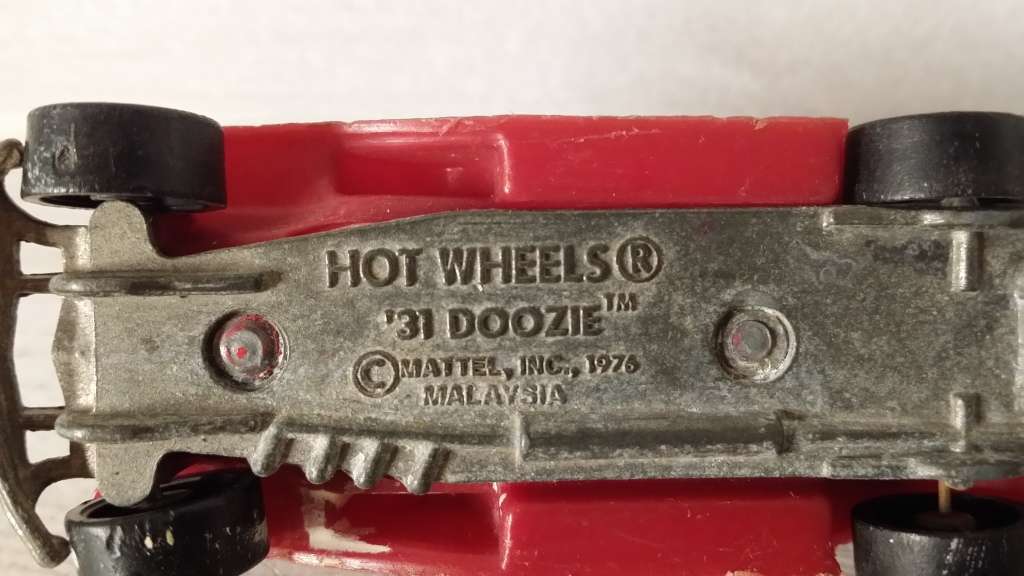 HOT WHEELS®
'31 DOOZIE™
©MATTEL, INC., 1976
MALAYSIA